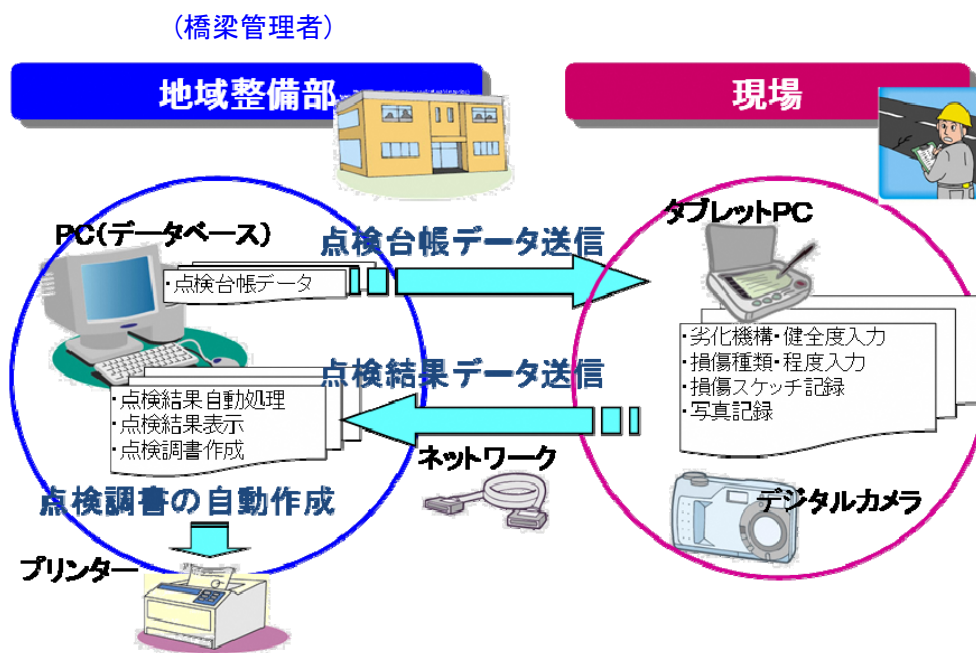 (橋梁管理者)
地域整備部
現場
PC(データベース)
点検台帳データ送信
タブレットPC
・点検台帳データ
・劣化機構・健全度入力
・損傷種類・程度入力
・損傷スケッチ記録
・写真記録
点検結果データ送信
・点検結果自動処理
・点検結果表示
・点検調書作成
ネットワーク
点検調書の自動作成
デジタルカメラ
プリンター